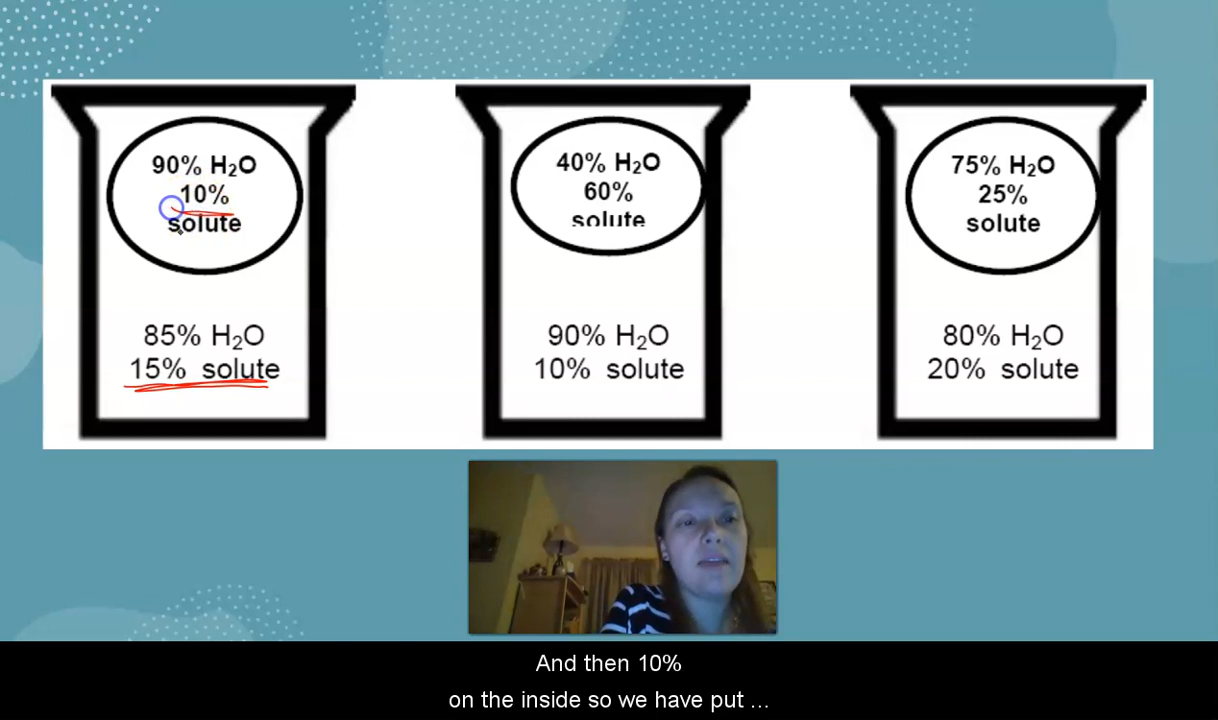 90% H₂O
10%
solute
85% H₂O
15% solute
40% H₂O
60%
solute
90% H₂O
10% solute
75% H₂O
25%
solute
80% H₂O
20% solute
And then 10%
on the inside so we have put ...